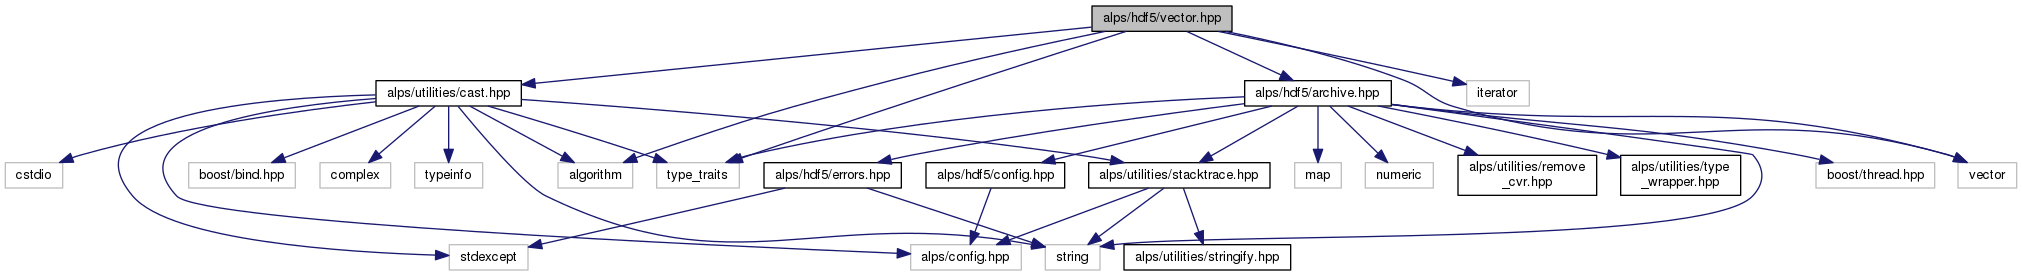 alps/hdf5/vector.hpp
alps/utilities/cast.hpp
alps/hdf5/archive.hpp
iterator
cstdio
boost/bind.hpp
complex
typeinfo
algorithm
type_traits
alps/hdf5/errors.hpp
alps/hdf5/config.hpp
alps/utilities/stacktrace.hpp
map
numeric
alps/utilities/remove
_cvr.hpp
alps/utilities/type
_wrapper.hpp
boost/thread.hpp
vector
stdexcept
alps/config.hpp
string
alps/utilities/stringify.hpp